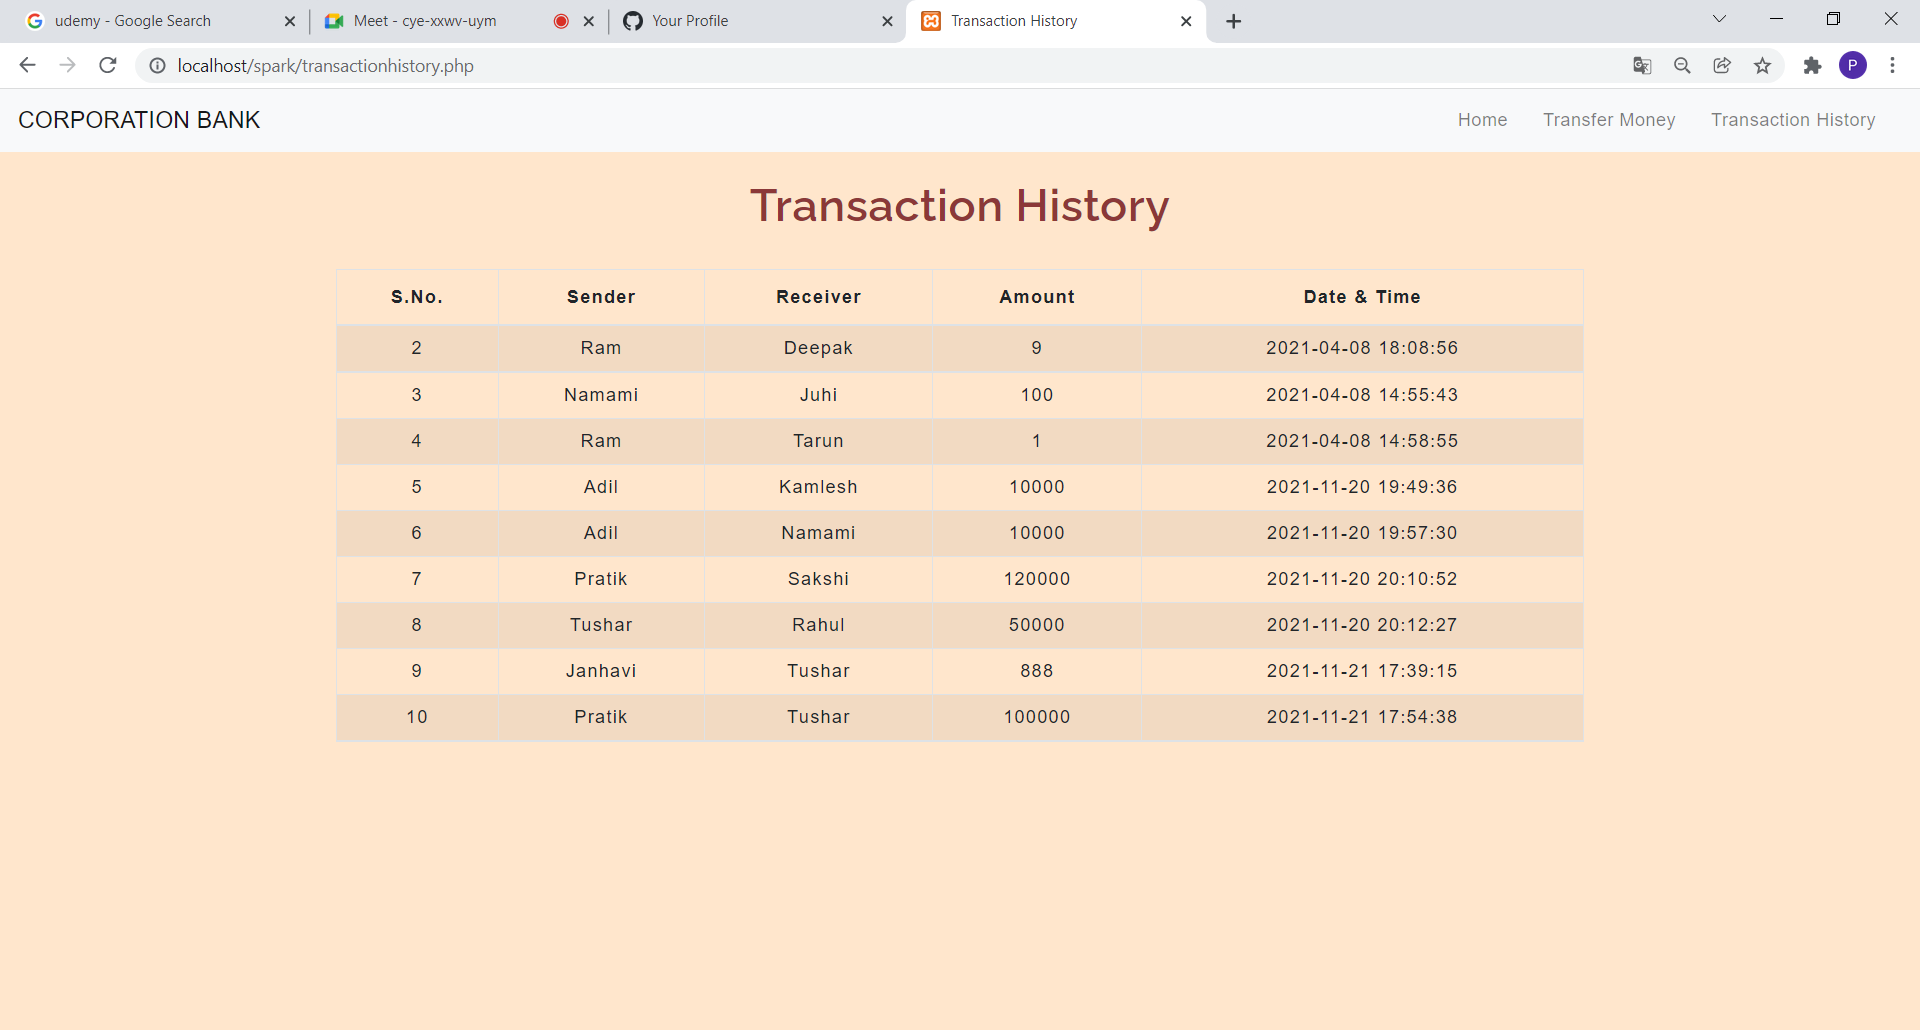 udemy - Google Search
Meet - cye-xxwv-uym
Your Profile
Transaction History
localhost/spark/transactionhistory.php
P
CORPORATION BANK
Home Transfer Money Transaction History
Transaction History
S.No. Sender Receiver Amount Date & Time
2 Ram Deepak 9 2021-04-08 18:08:56
3 Namami Juhi 100 2021-04-08 14:55:43
4 Ram Tarun 1 2021-04-08 14:58:55
5 Adil Kamlesh 10000 2021-11-20 19:49:36
6 Adil Namami 10000 2021-11-20 19:57:30
7 Pratik Sakshi 120000 2021-11-20 20:10:52
8 Tushar Rahul 50000 2021-11-20 20:12:27
9 Janhavi Tushar 888 2021-11-21 17:39:15
10 Pratik Tushar 100000 2021-11-21 17:54:38